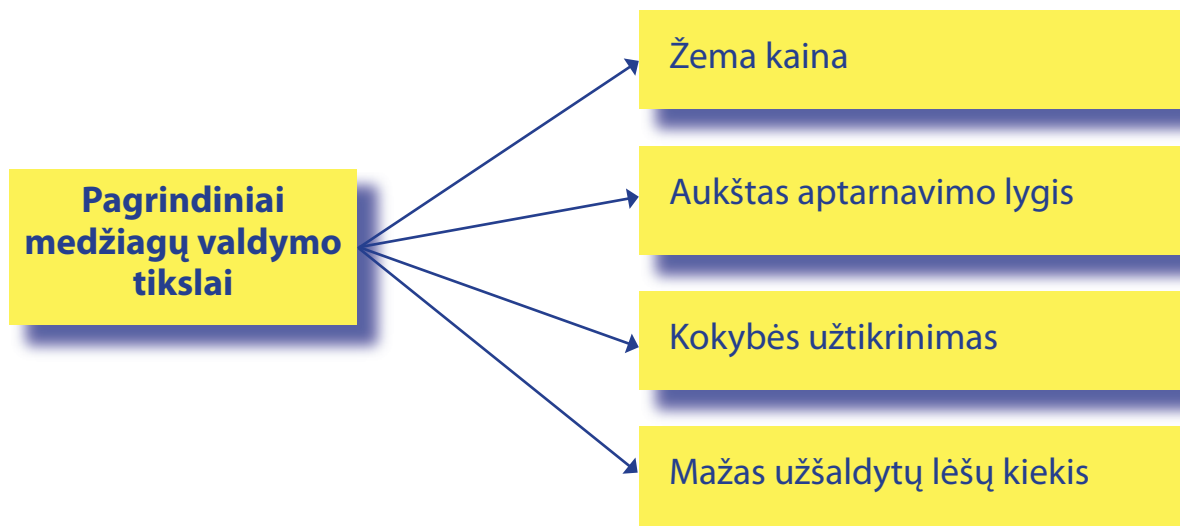 Pagrindiniai
medžiagų valdymo
tikslai
Žema kaina
Aukštas aptarnavimo lygis
Kokybės užtikrinimas
Mažas užšaldytų lėšų kiekis